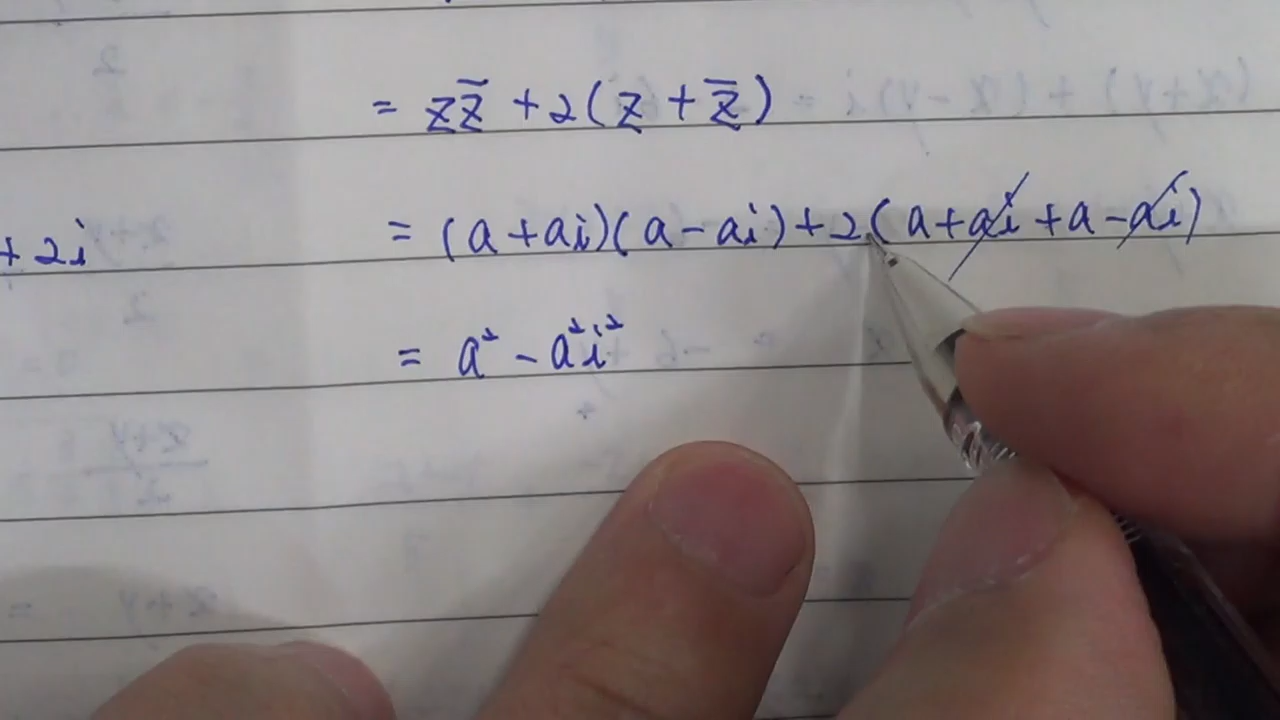 = zz̄ + 2(z + z̄)
= (a + ai)(a - ai) + 2(a + ai + a - ai)
+ 2i
= a² - a²i²